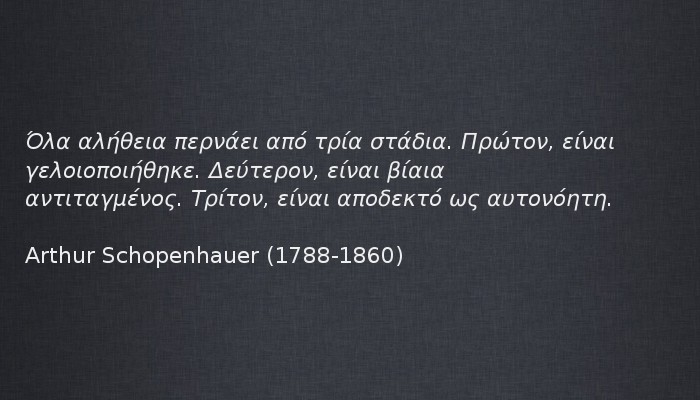 Όλα αλήθεια περνάει από τρία στάδια. Πρώτον, είναι
γελοιοποιήθηκε. Δεύτερον, είναι βίαια
αντιταγμένος. Τρίτον, είναι αποδεκτό ως αυτονόητη.
Arthur Schopenhauer (1788-1860)